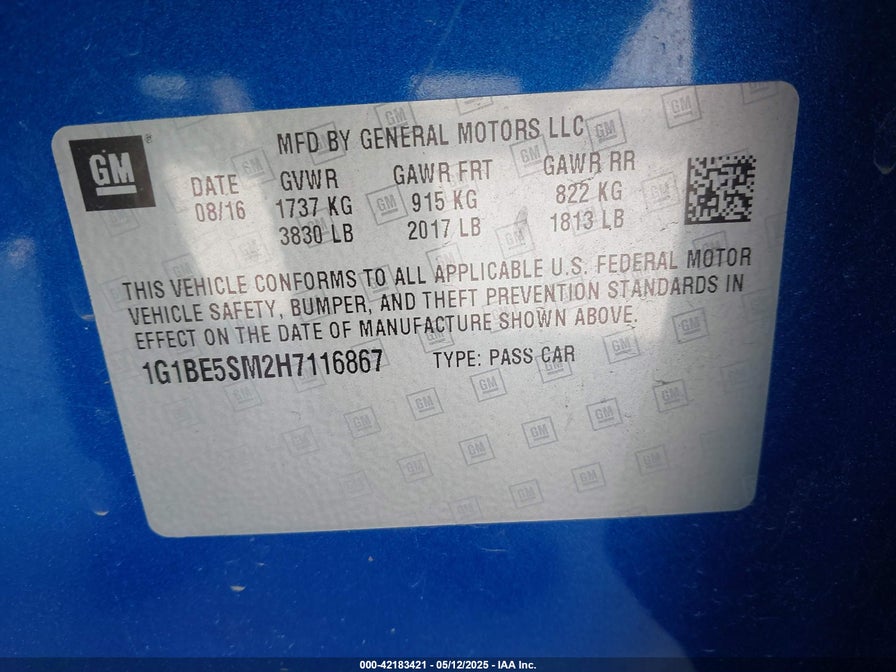 GM ®
MFD BY GENERAL MOTORS LLC
DATE GVWR GAWR FRT GAWR RR
08/16 1737 KG 915 KG 822 KG
3830 LB 2017 LB 1813 LB
THIS VEHICLE CONFORMS TO ALL APPLICABLE U.S. FEDERAL MOTOR
VEHICLE SAFETY, BUMPER, AND THEFT PREVENTION STANDARDS IN
EFFECT ON THE DATE OF MANUFACTURE SHOWN ABOVE.
1G1BE5SM2H7116867 TYPE: PASS CAR
000-42183421 - 05/12/2025 - IAA Inc.